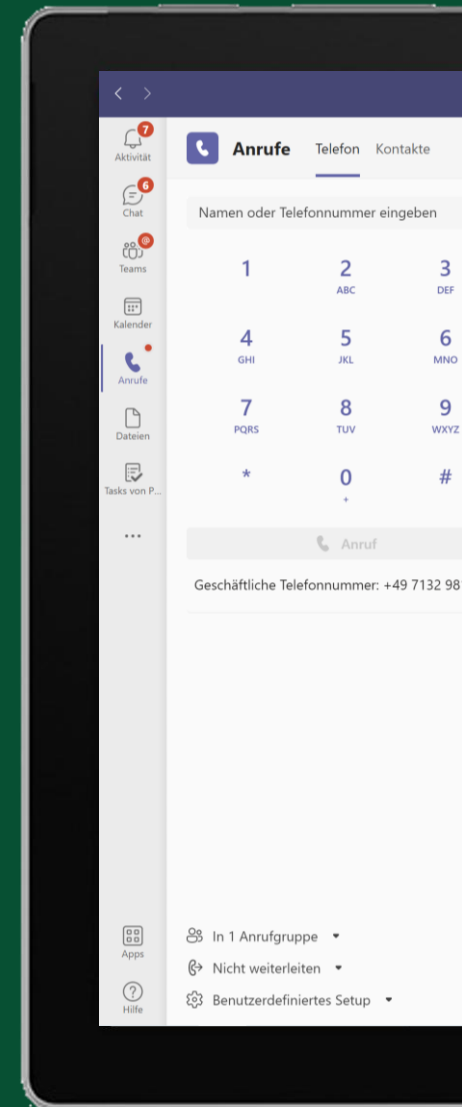 7
Aktivität
6
Chat
@
Teams
Kalender
Anrufe
Dateien
Tasks von P...
...
Apps
Hilfe
Anrufe Telefon Kontakte
Namen oder Telefonnummer eingeben
1 2 3
ABC DEF
4 5 6
GHI JKL MNO
7 8 9
PQRS TUV WXYZ
* 0 #
+
Anruf
Geschäftliche Telefonnummer: +49 7132 981
In 1 Anrufgruppe
Nicht weiterleiten
Benutzerdefiniertes Setup